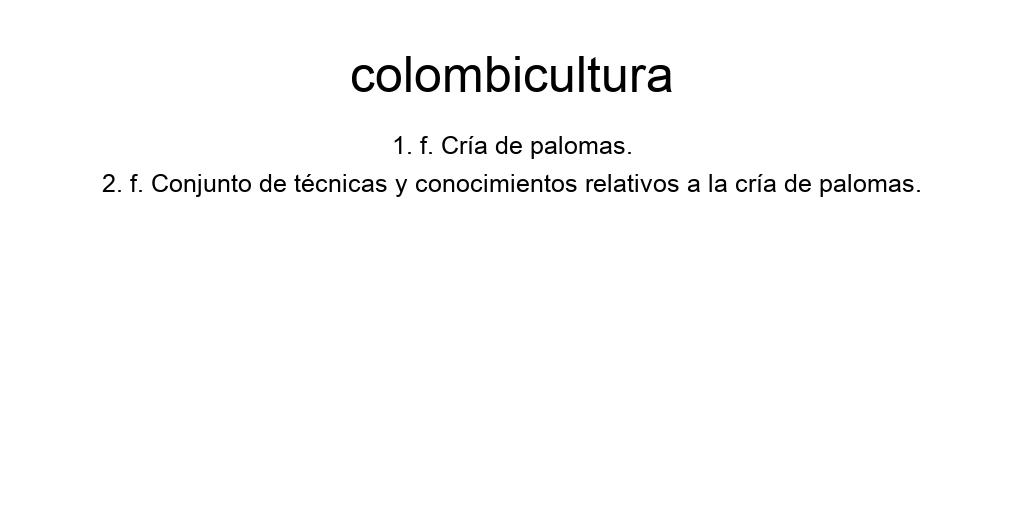 colombicultura
1. f. Cría de palomas.
2. f. Conjunto de técnicas y conocimientos relativos a la cría de palomas.